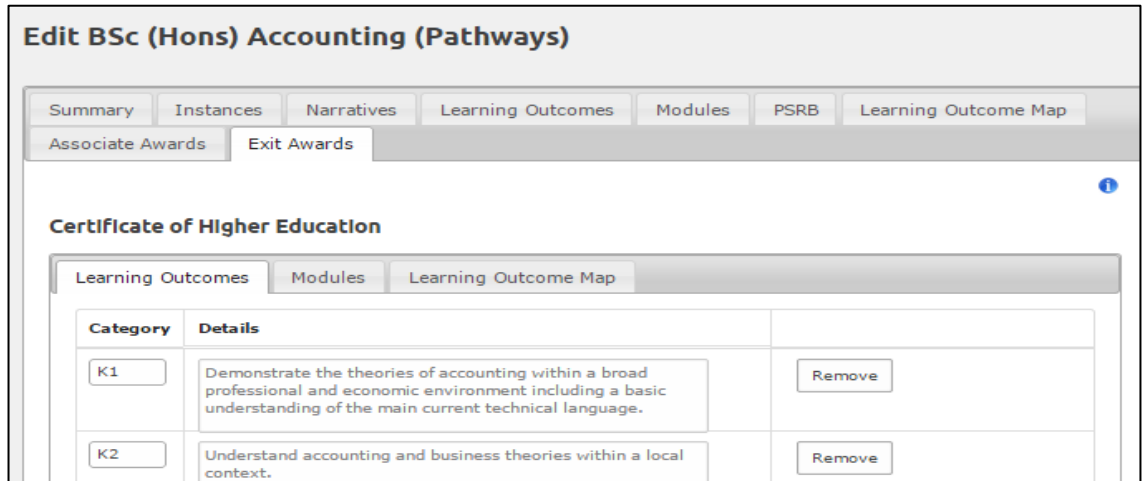 Edit BSc (Hons) Accounting (Pathways)
Summary Instances Narratives Learning Outcomes Modules PSRB Learning Outcome Map
Associate Awards Exit Awards
Certificate of Higher Education
Learning Outcomes Modules Learning Outcome Map
Category Details
K1 Demonstrate the theories of accounting within a broad Remove
professional and economic environment including a basic
understanding of the main current technical language.
K2 Understand accounting and business theories within a local Remove
context.